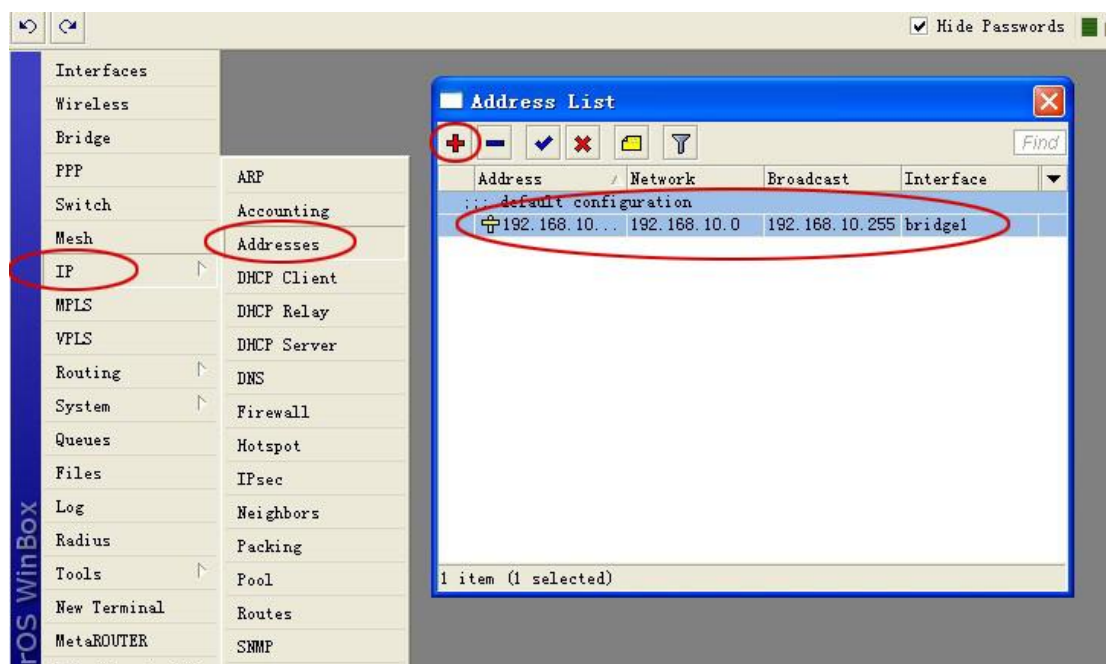 Hide Passwords
Interfaces
Wireless
Bridge
PPP
Switch
Mesh
IP
MPLS
VPLS
Routing
System
Queues
Files
Log
Radius
Tools
New Terminal
MetaROUTER
rOS WinBox
ARP
Accounting
Addresses
DHCP Client
DHCP Relay
DHCP Server
DNS
Firewall
Hotspot
IPsec
Neighbors
Packing
Pool
Routes
SNMP
Address List
Find
Address Network Broadcast Interface
;;; default configuration
192.168.10... 192.168.10.0 192.168.10.255 bridge1
1 item (1 selected)